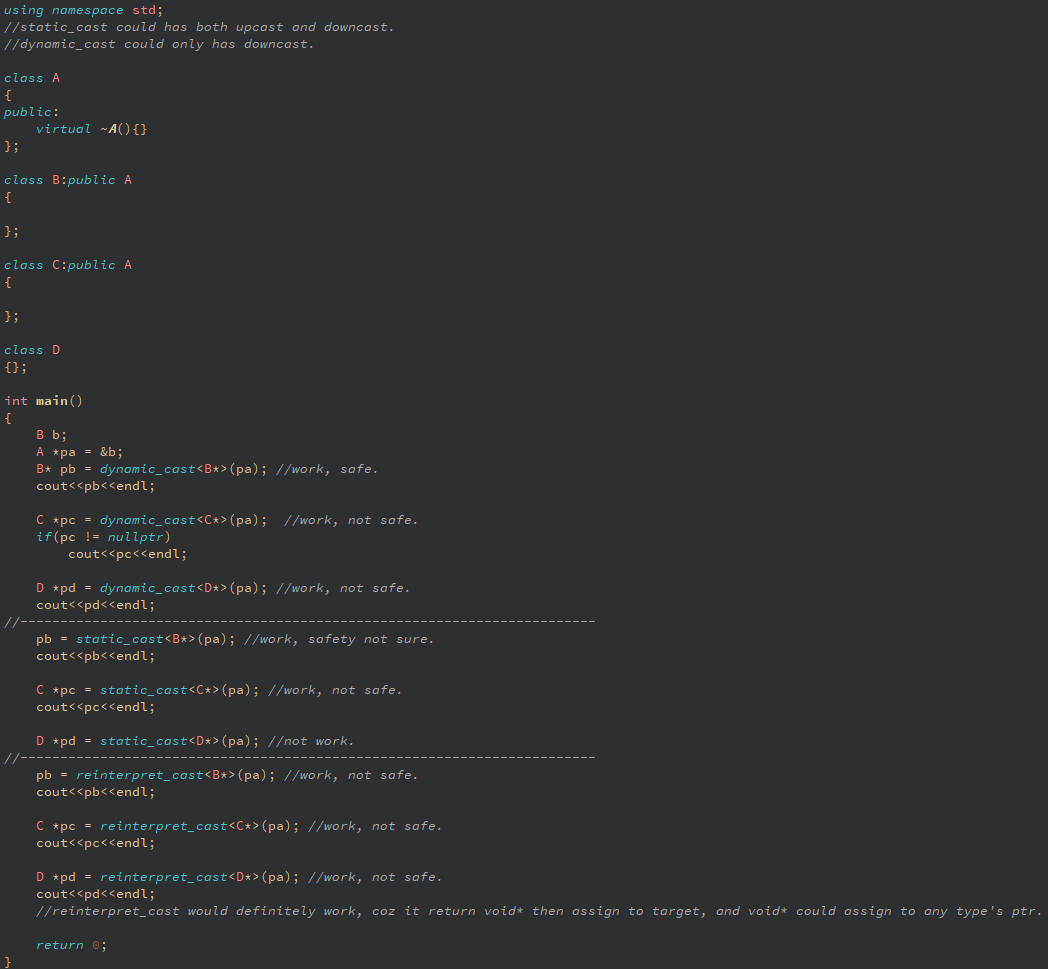 using namespace std;
//static_cast could has both upcast and downcast.
//dynamic_cast could only has downcast.
class A
{
public:
    virtual ~A(){}
};
class B:public A
{
};
class C:public A
{
};
class D
{};
int main()
{
    B b;
    A *pa = &b;
    B* pb = dynamic_cast<B*>(pa); //work, safe.
    cout<<pb<<endl;
    C *pc = dynamic_cast<C*>(pa);  //work, not safe.
    if(pc != nullptr)
        cout<<pc<<endl;
    D *pd = dynamic_cast<D*>(pa); //work, not safe.
    cout<<pd<<endl;
//------------------------------------------------------------------------
    pb = static_cast<B*>(pa); //work, safety not sure.
    cout<<pb<<endl;
    C *pc = static_cast<C*>(pa); //work, not safe.
    cout<<pc<<endl;
    D *pd = static_cast<D*>(pa); //not work.
//------------------------------------------------------------------------
    pb = reinterpret_cast<B*>(pa); //work, not safe.
    cout<<pb<<endl;
    C *pc = reinterpret_cast<C*>(pa); //work, not safe.
    cout<<pc<<endl;
    D *pd = reinterpret_cast<D*>(pa); //work, not safe.
    cout<<pd<<endl;
    //reinterpret_cast would definitely work, coz it return void* then assign to target, and void* could assign to any type's ptr.
    return 0;
}